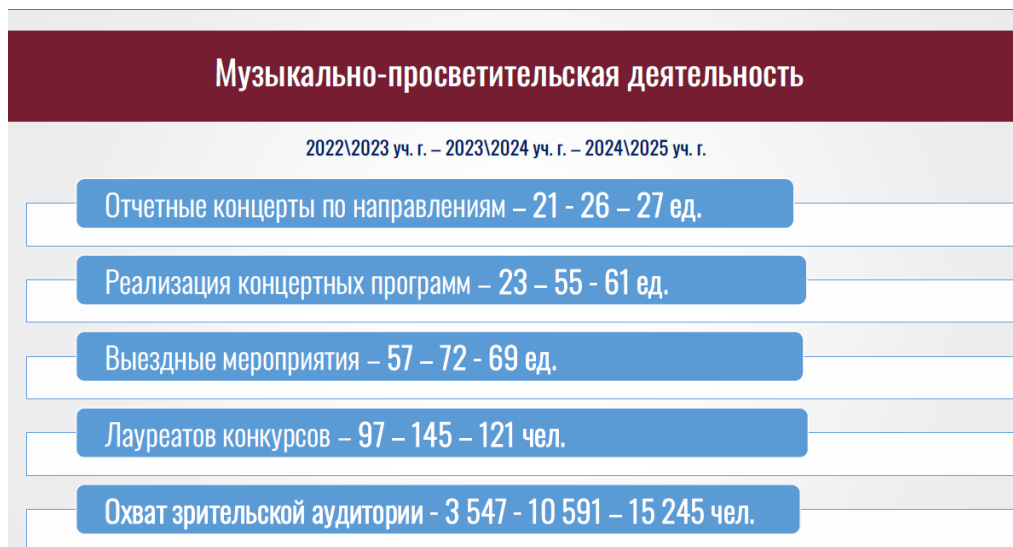 Музыкально-просветительская деятельность
2022\2023 уч. г. – 2023\2024 уч. г. – 2024\2025 уч. г.
Отчетные концерты по направлениям – 21 - 26 – 27 ед.
Реализация концертных программ – 23 – 55 - 61 ед.
Выездные мероприятия – 57 – 72 - 69 ед.
Лауреатов конкурсов – 97 – 145 – 121 чел.
Охват зрительской аудитории - 3 547 - 10 591 – 15 245 чел.